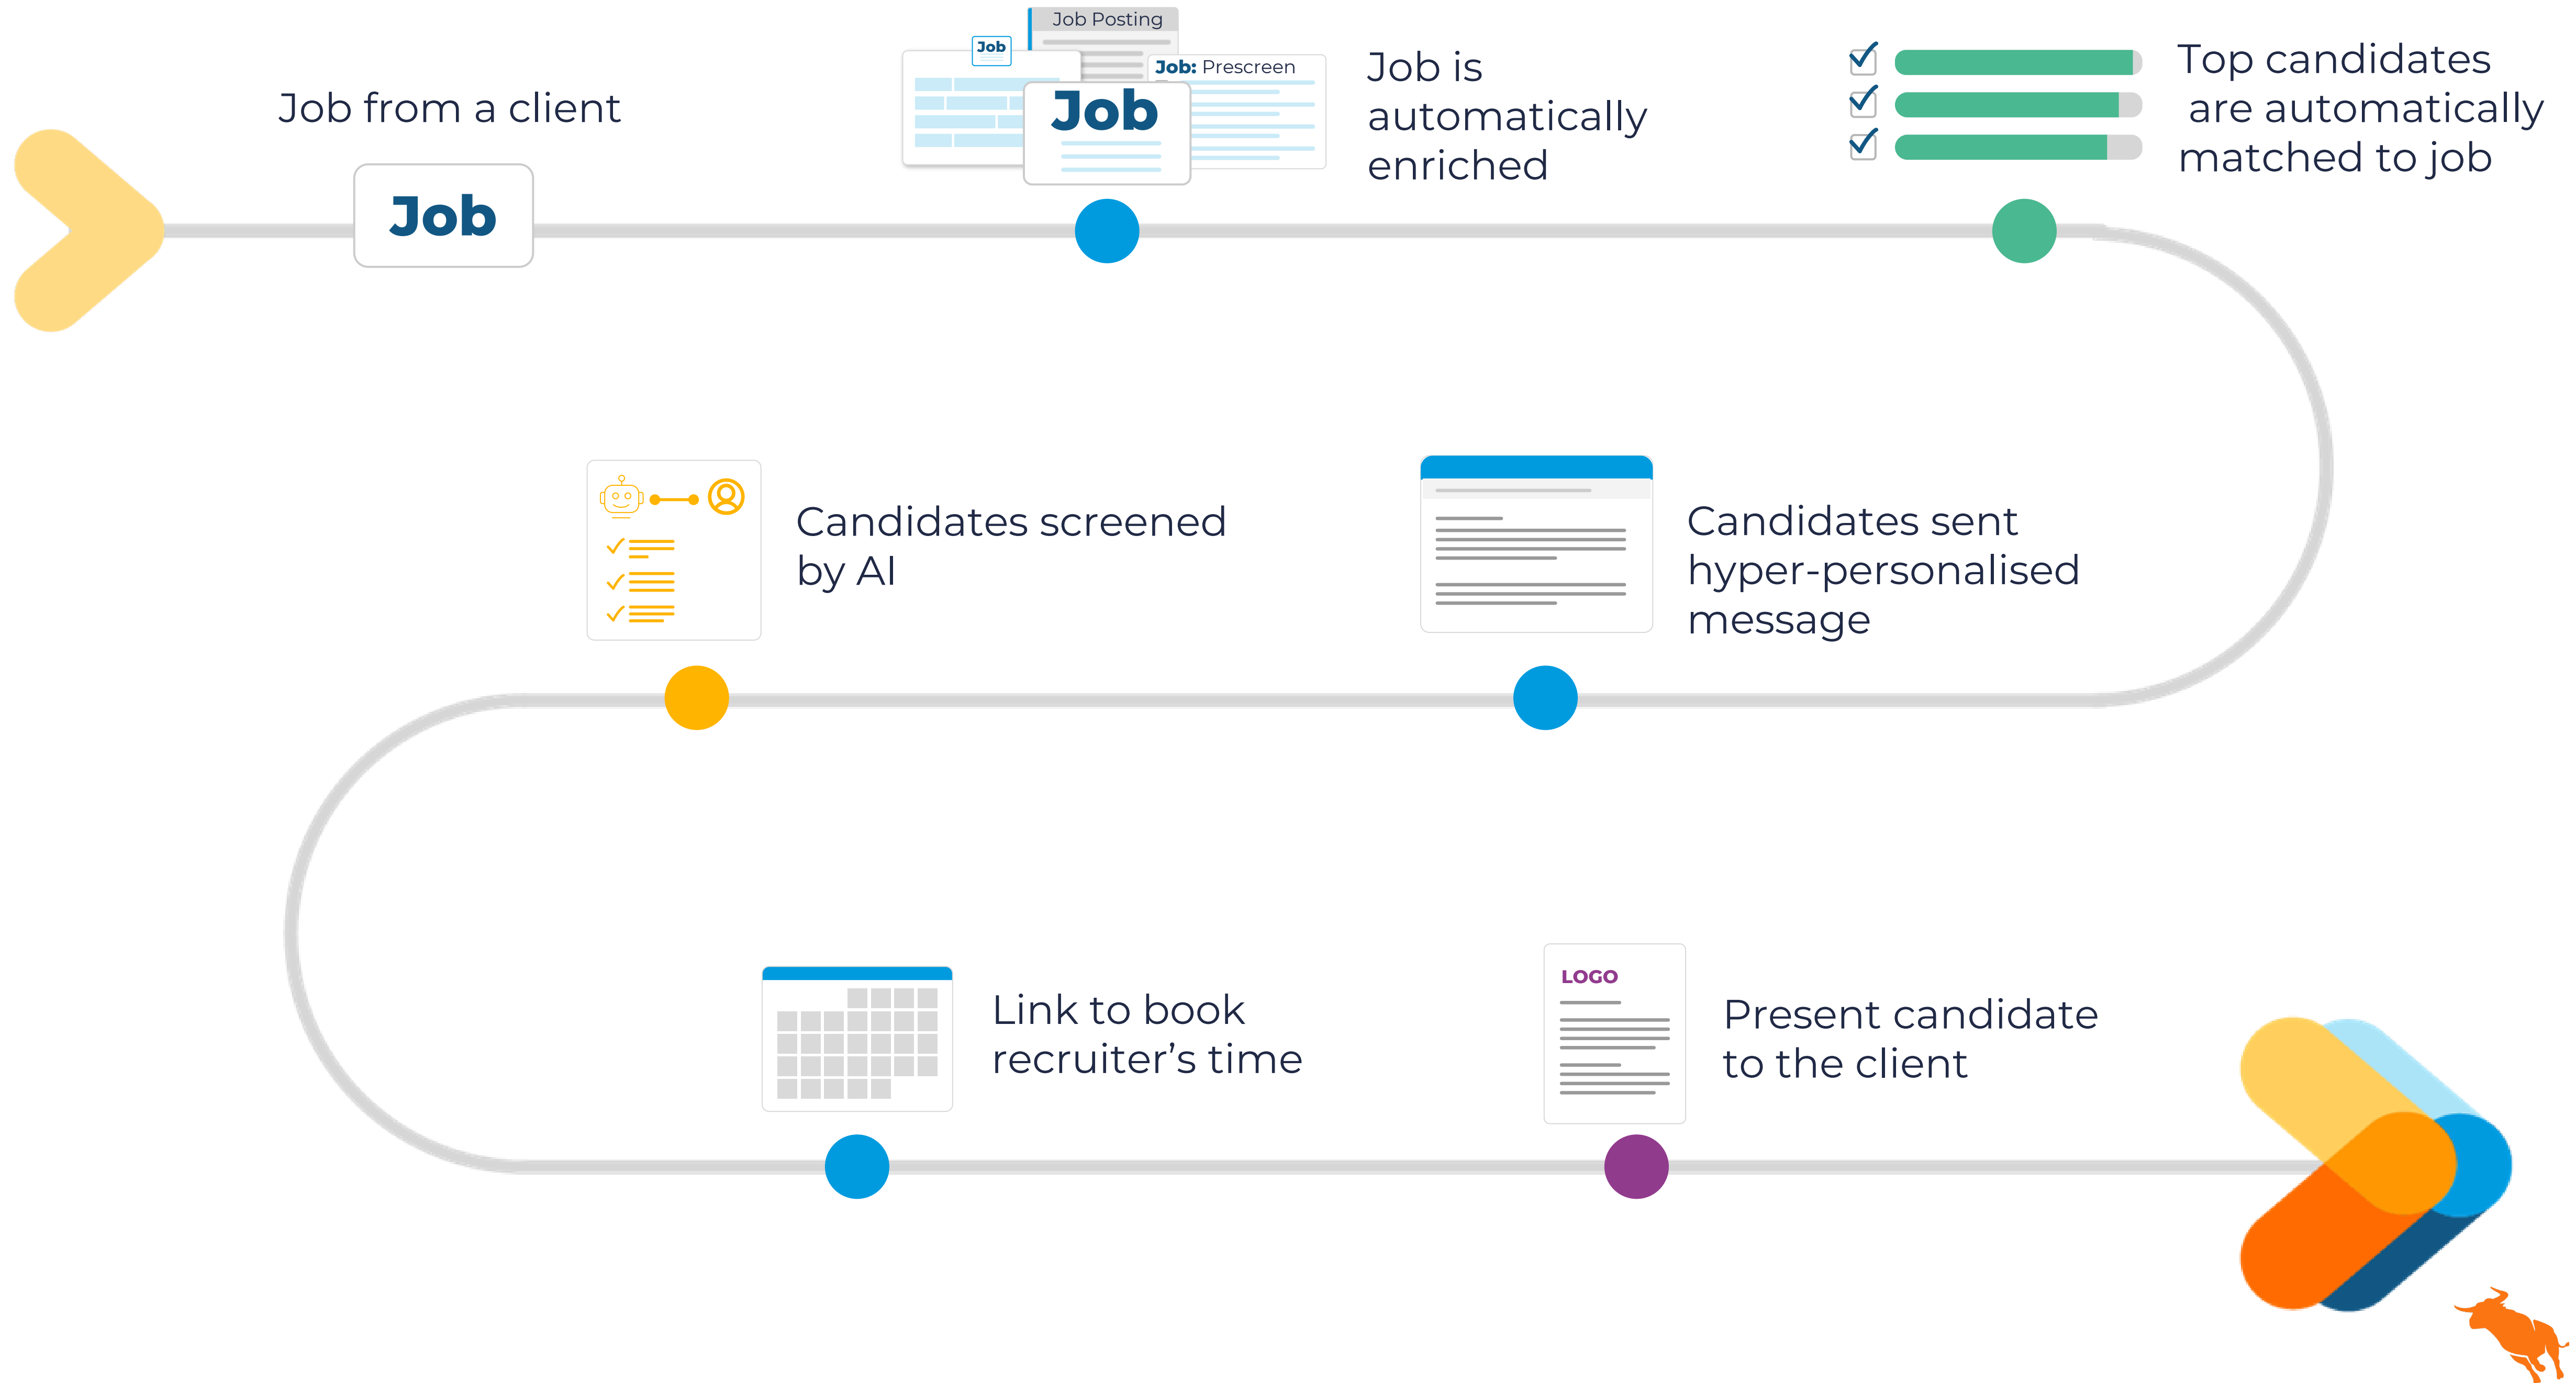 Job from a client
Job
Job Posting
Job
Job: Prescreen
Job
Job is
automatically
enriched
Top candidates
are automatically
matched to job
Candidates sent
hyper-personalised
message
Candidates screened
by AI
Link to book
recruiter’s time
LOGO
Present candidate
to the client